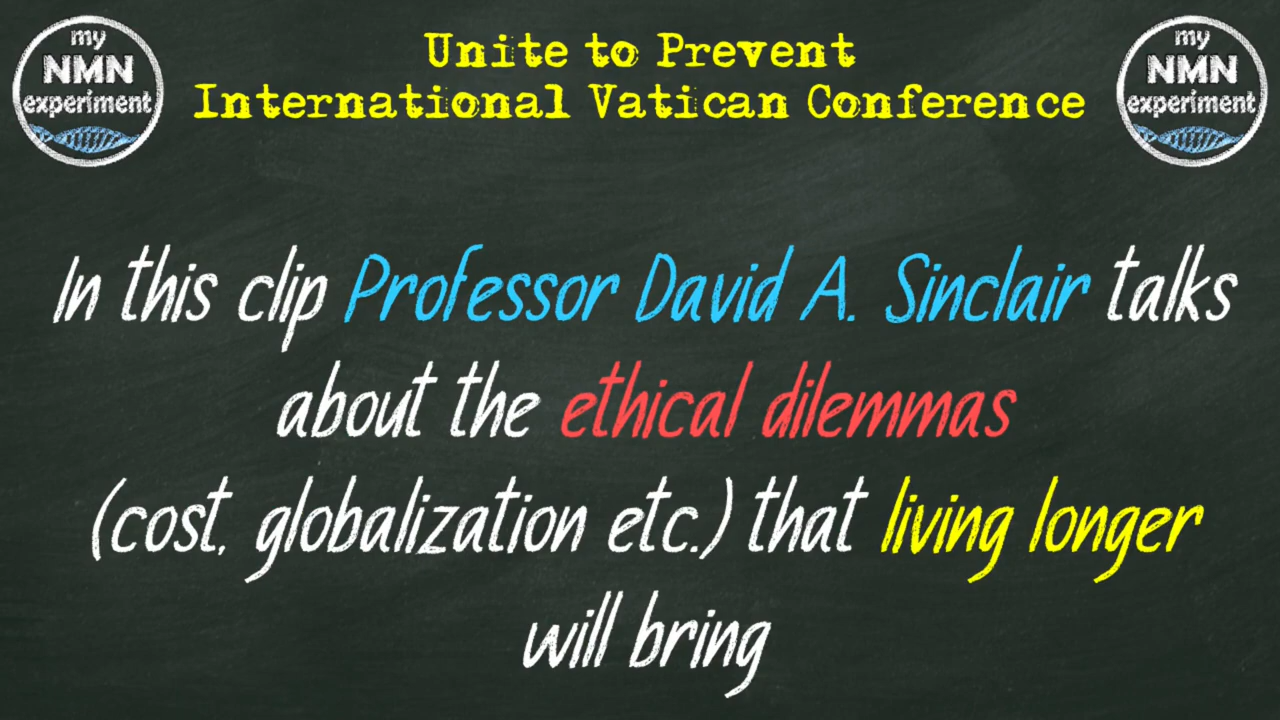 my
NMN
experiment
Unite to Prevent
International Vatican Conference
my
NMN
experiment
In this clip Professor David A. Sinclair talks
about the ethical dilemmas
(cost, globalization etc.) that living longer
will bring